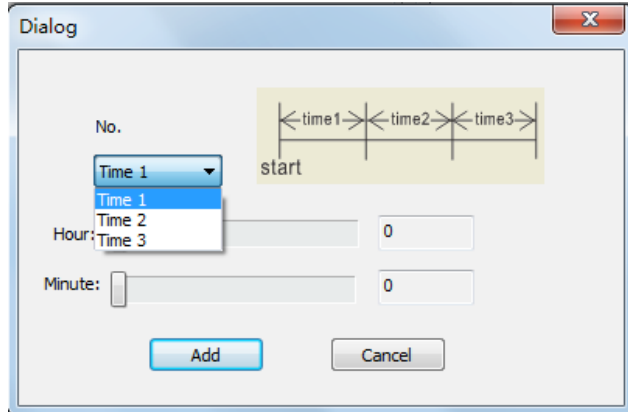 Dialog
x
No.
time1 time2 time3
start
Time 1
Time 1
Time 2
Time 3
Hour:
0
Minute:
0
Add
Cancel